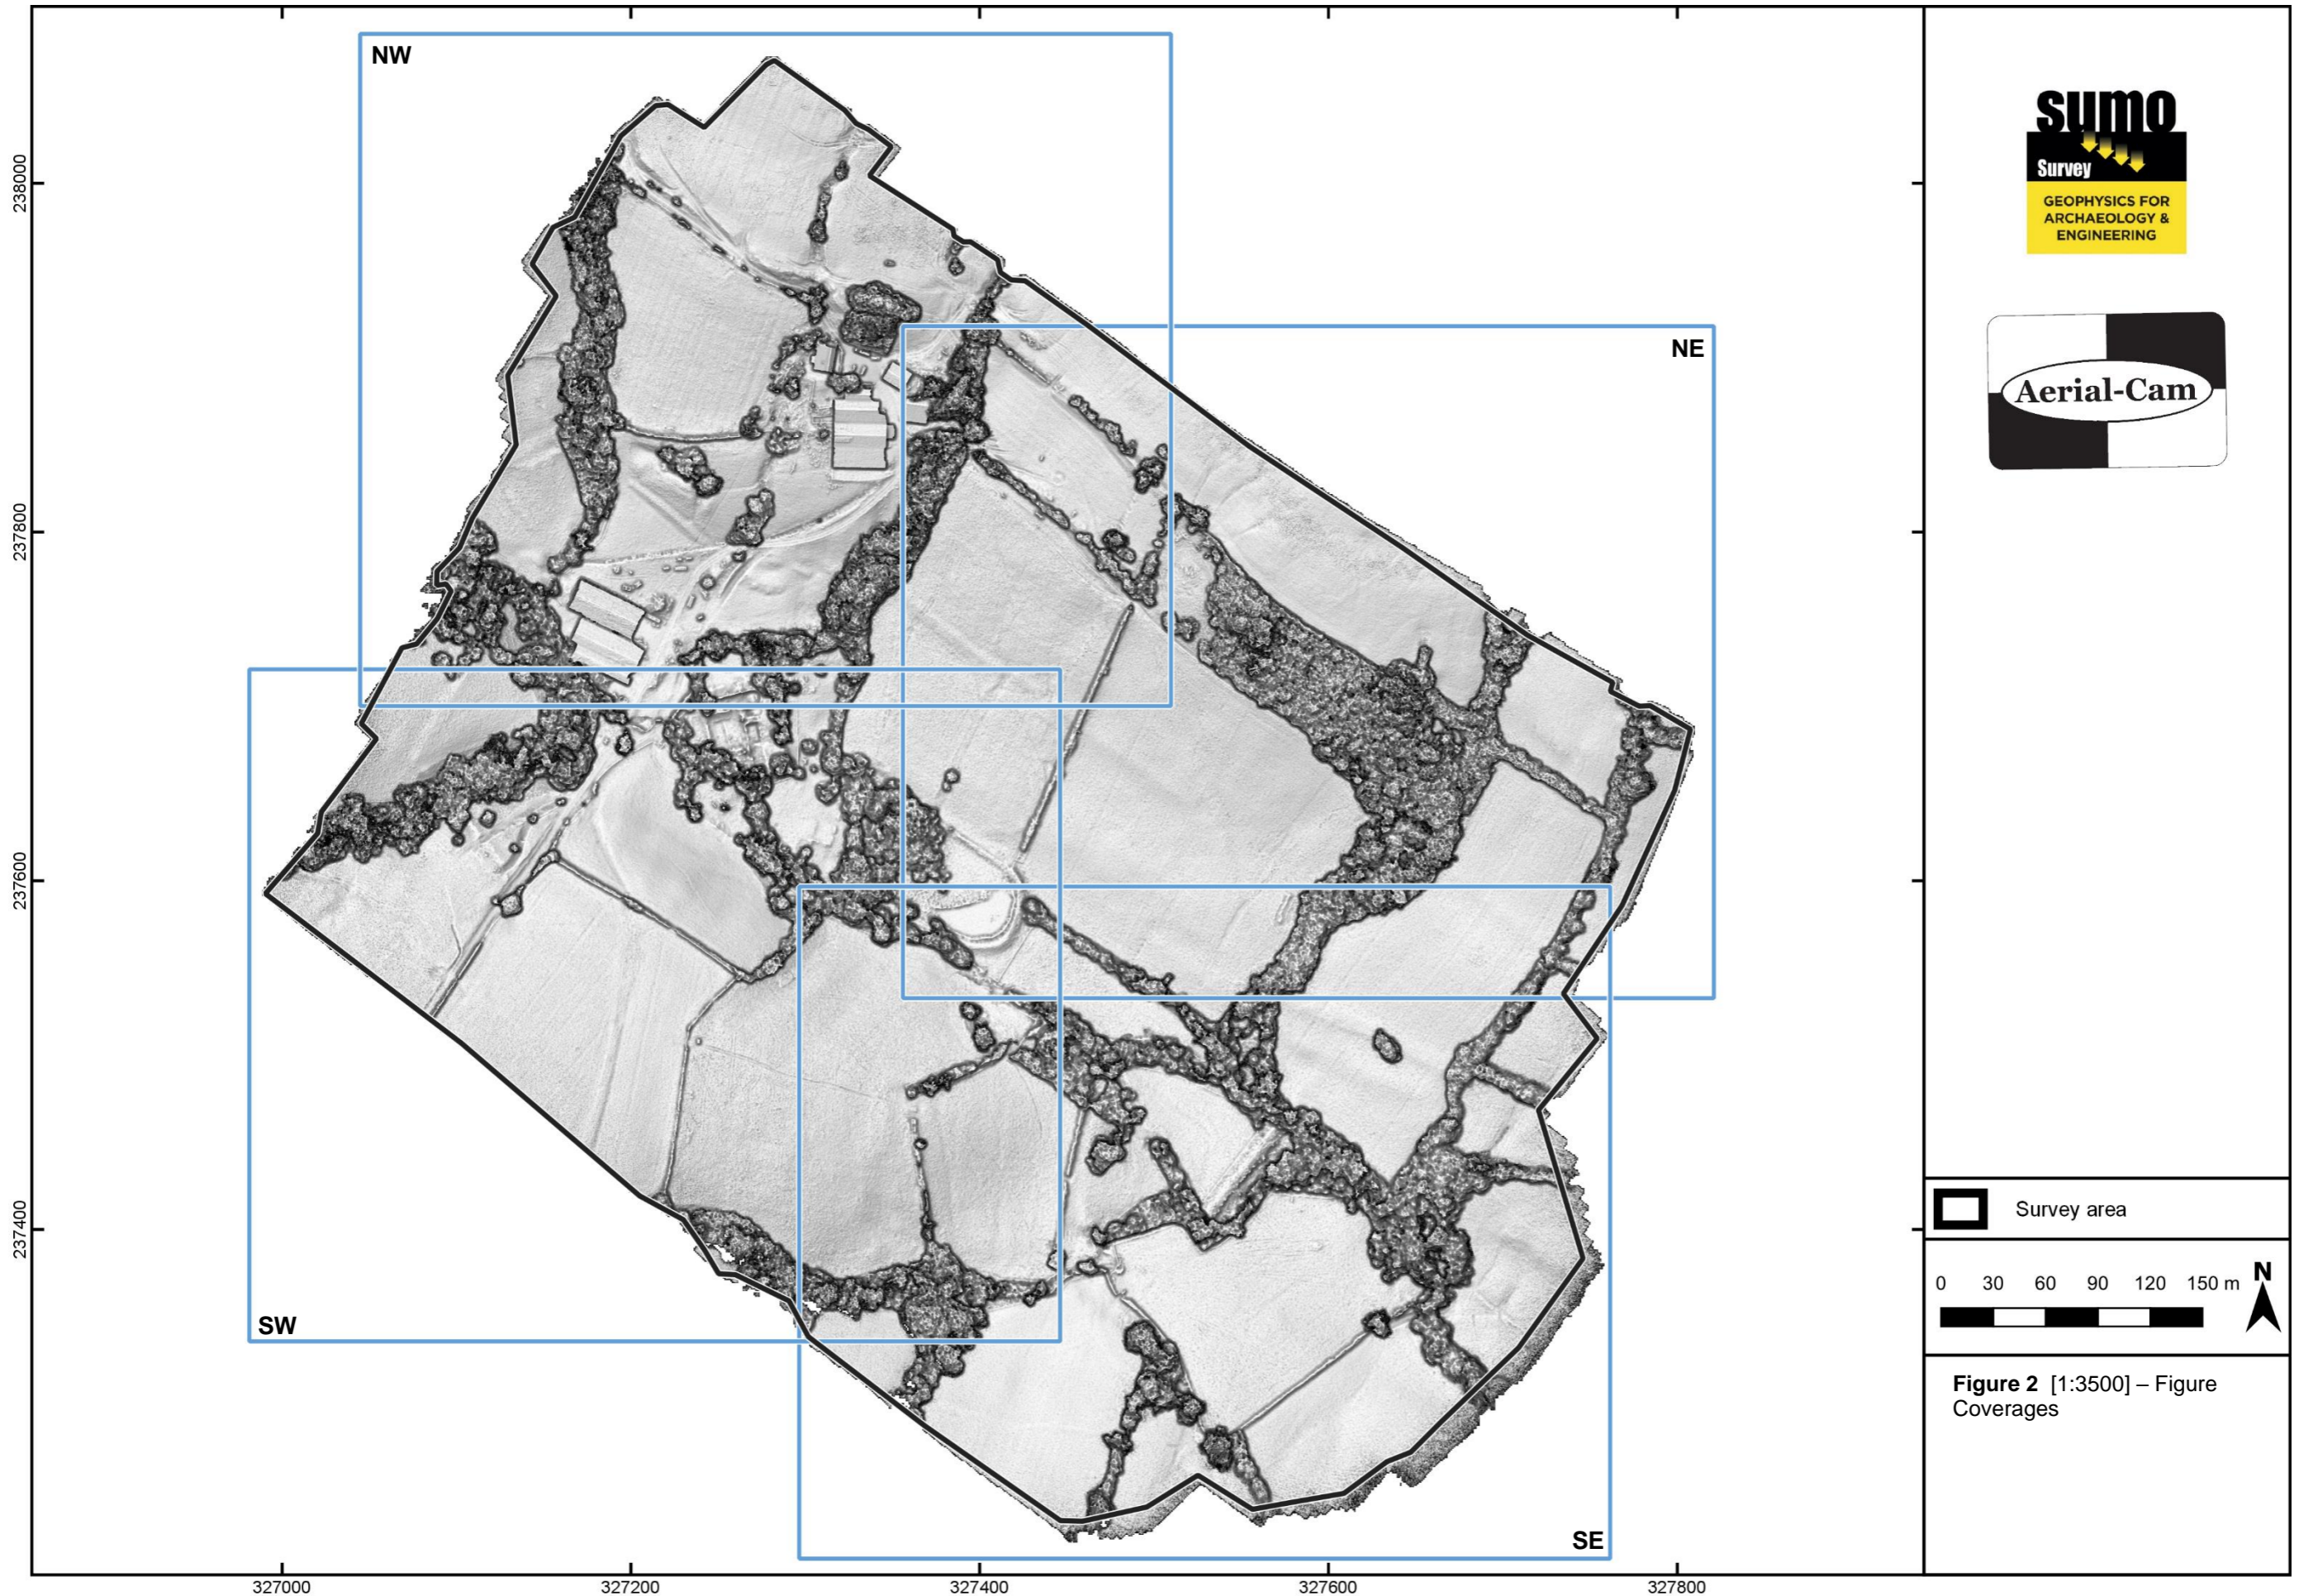 NW
NE
SW
SE
238000
237800
237600
237400
327000
327200
327400
327600
327800
sumo
Survey
GEOPHYSICS FOR
ARCHAEOLOGY &
ENGINEERING
Aerial-Cam
Survey area
0 30 60 90 120 150 m
N
Figure 2 [1:3500] – Figure
Coverages